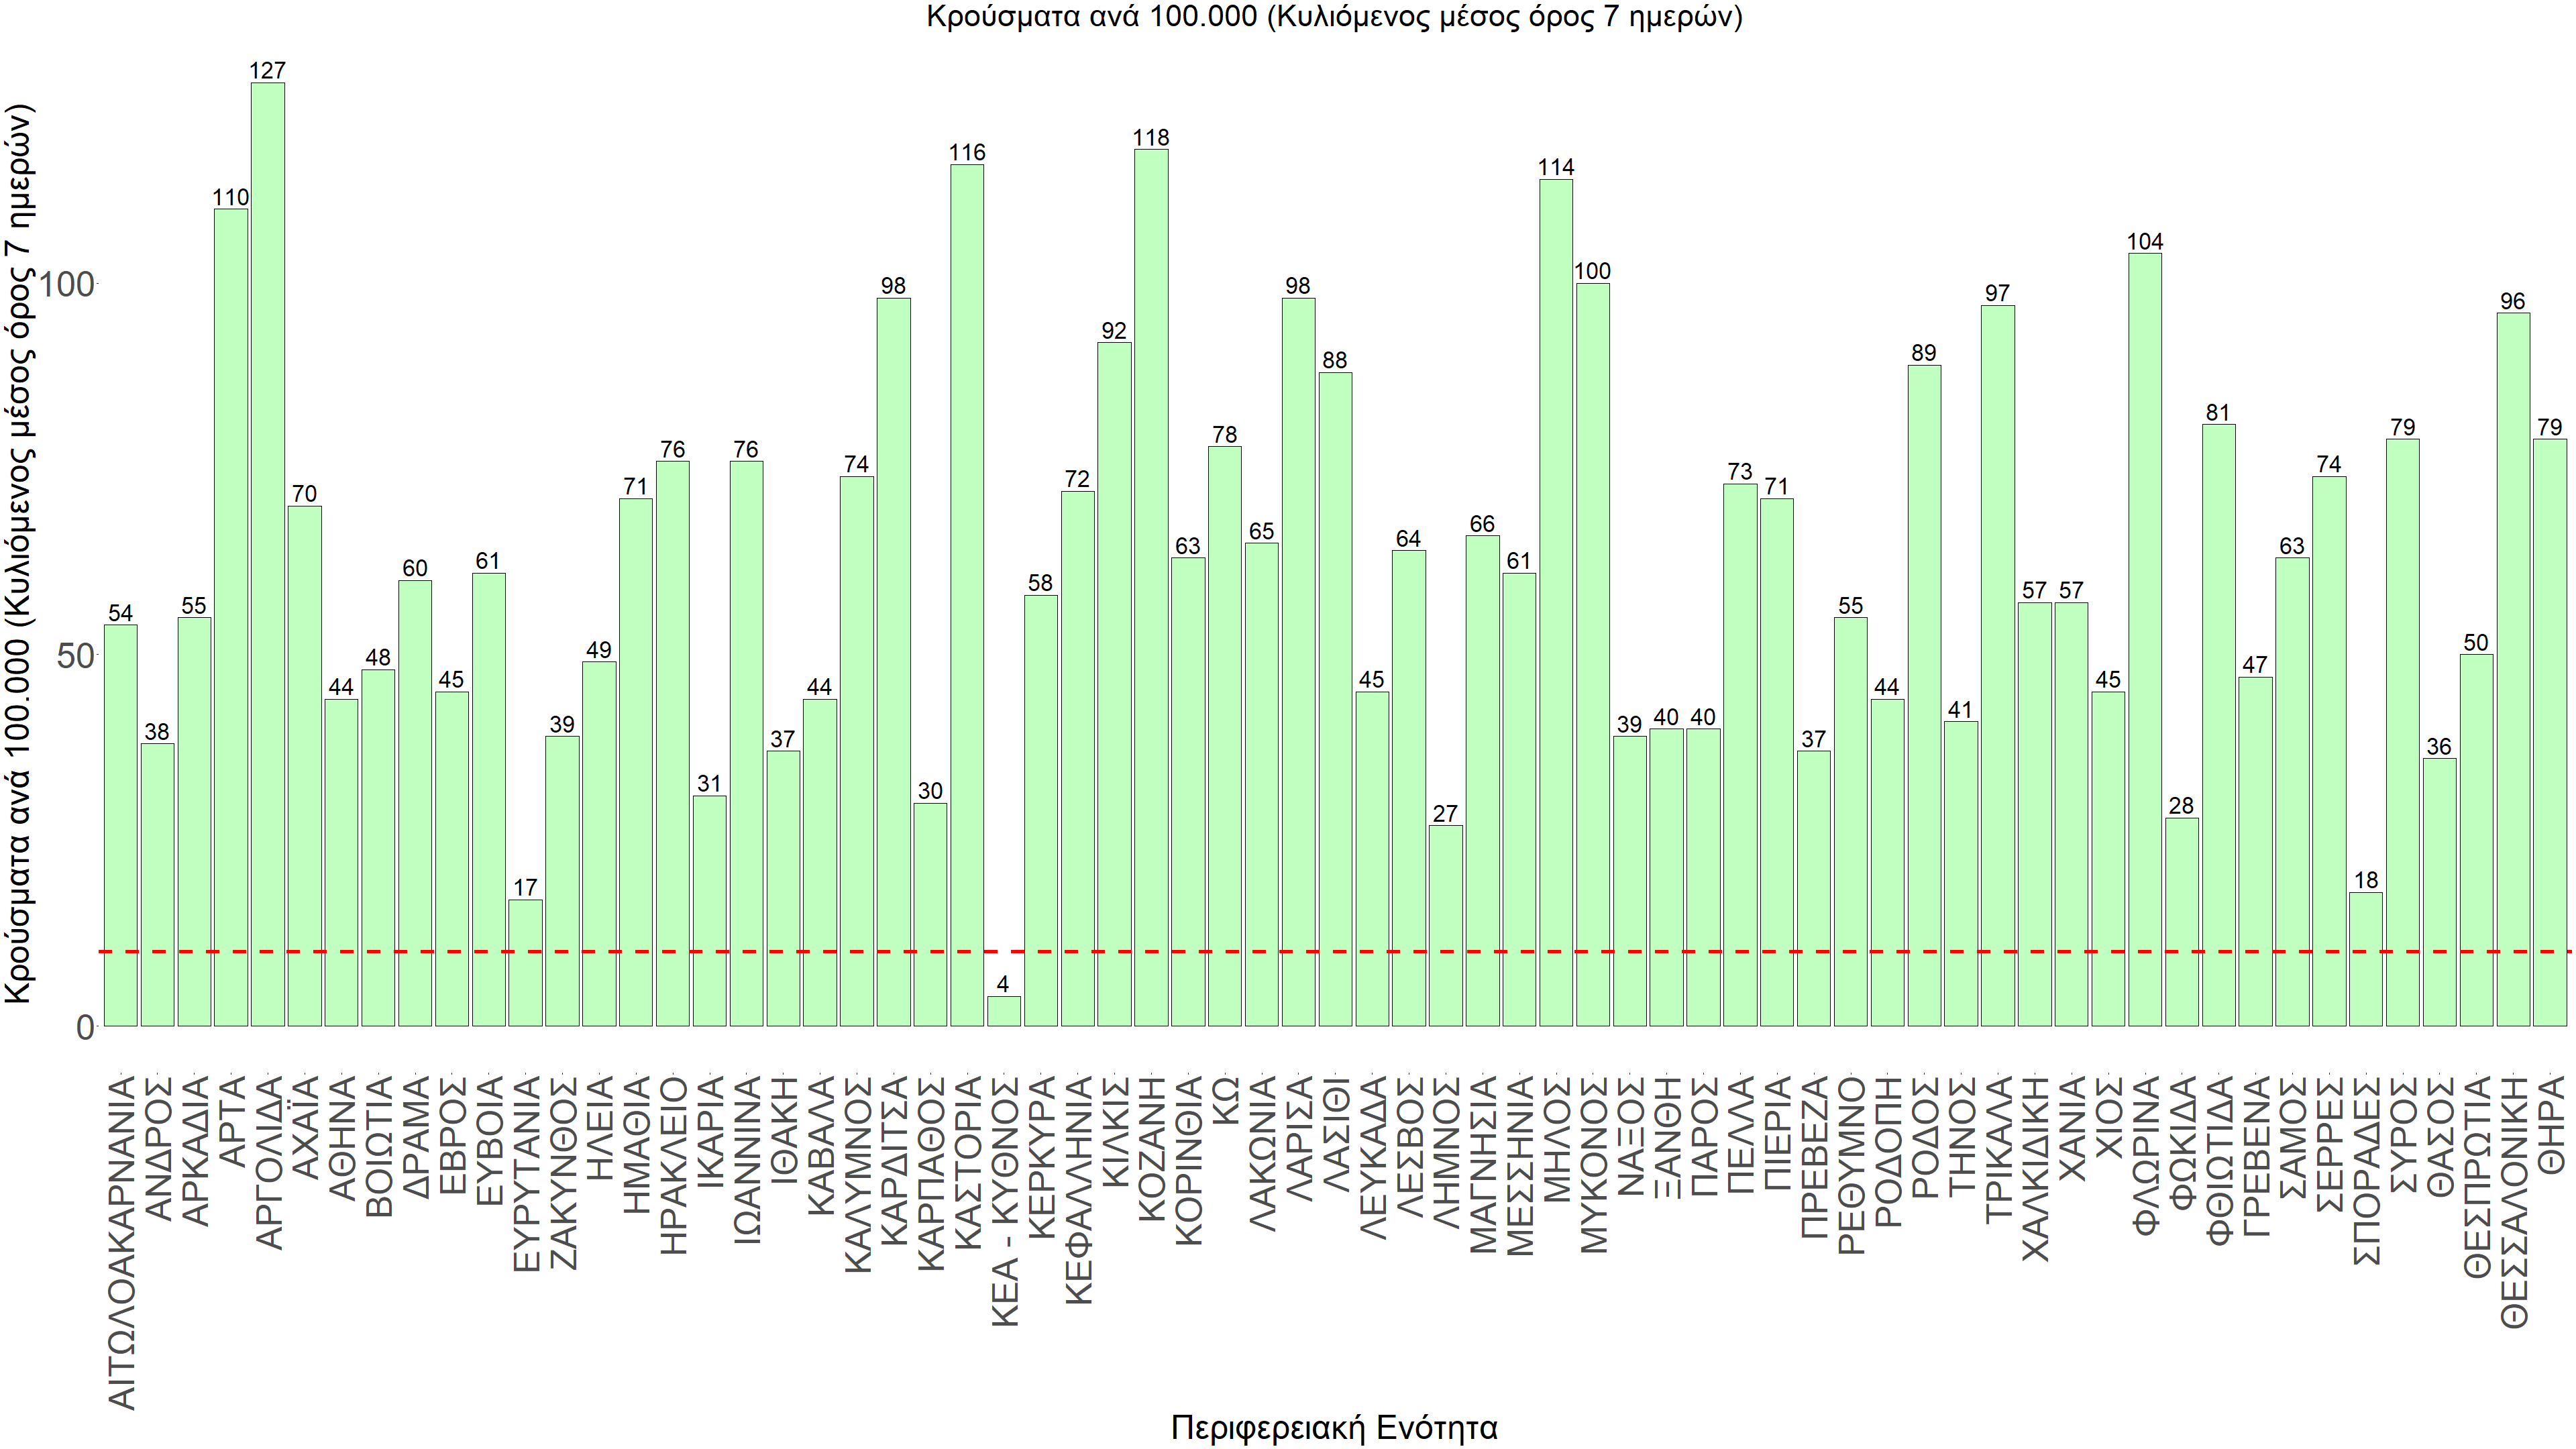 Κρούσματα ανά 100.000 (Κυλιόμενος μέσος όρος 7 ημερών)
Κρούσματα ανά 100.000 (Κυλιόμενος μέσος όρος 7 ημερών)
100
50
0
54
38
55
110
127
70
44
48
60
45
61
17
39
49
71
76
31
76
37
44
74
98
30
116
4
58
72
92
118
63
78
65
98
88
45
64
27
66
61
114
100
39
40
40
73
71
37
55
44
89
41
97
57
57
45
104
28
81
47
63
74
18
79
36
50
96
79
ΑΙΤΩΛΟΑΚΑΡΝΑΝΙΑ
ΑΝΔΡΟΣ
ΑΡΚΑΔΙΑ
ΑΡΤΑ
ΑΡΓΟΛΙΔΑ
ΑΧΑΪΑ
ΑΘΗΝΑ
ΒΟΙΩΤΙΑ
ΔΡΑΜΑ
ΕΒΡΟΣ
ΕΥΒΟΙΑ
ΕΥΡΥΤΑΝΙΑ
ΖΑΚΥΝΘΟΣ
ΗΛΕΙΑ
ΗΜΑΘΙΑ
ΗΡΑΚΛΕΙΟ
ΙΚΑΡΙΑ
ΙΩΑΝΝΙΝΑ
ΙΘΑΚΗ
ΚΑΒΑΛΑ
ΚΑΛΥΜΝΟΣ
ΚΑΡΔΙΤΣΑ
ΚΑΡΠΑΘΟΣ
ΚΑΣΤΟΡΙΑ
ΚΕΑ - ΚΥΘΝΟΣ
ΚΕΡΚΥΡΑ
ΚΕΦΑΛΛΗΝΙΑ
ΚΙΛΚΙΣ
ΚΟΖΑΝΗ
ΚΟΡΙΝΘΙΑ
ΚΩ
ΛΑΚΩΝΙΑ
ΛΑΡΙΣΑ
ΛΑΣΙΘΙ
ΛΕΥΚΑΔΑ
ΛΕΣΒΟΣ
ΛΗΜΝΟΣ
ΜΑΓΝΗΣΙΑ
ΜΕΣΣΗΝΙΑ
ΜΗΛΟΣ
ΜΥΚΟΝΟΣ
ΝΑΞΟΣ
ΞΑΝΘΗ
ΠΑΡΟΣ
ΠΕΛΛΑ
ΠΙΕΡΙΑ
ΠΡΕΒΕΖΑ
ΡΕΘΥΜΝΟ
ΡΟΔΟΠΗ
ΡΟΔΟΣ
ΤΗΝΟΣ
ΤΡΙΚΑΛΑ
ΧΑΛΚΙΔΙΚΗ
ΧΑΝΙΑ
ΧΙΟΣ
ΦΛΩΡΙΝΑ
ΦΩΚΙΔΑ
ΦΘΙΩΤΙΔΑ
ΓΡΕΒΕΝΑ
ΣΑΜΟΣ
ΣΕΡΡΕΣ
ΣΠΟΡΑΔΕΣ
ΣΥΡΟΣ
ΘΑΣΟΣ
ΘΕΣΠΡΩΤΙΑ
ΘΕΣΣΑΛΟΝΙΚΗ
ΘΗΡΑ
Περιφερειακή Ενότητα